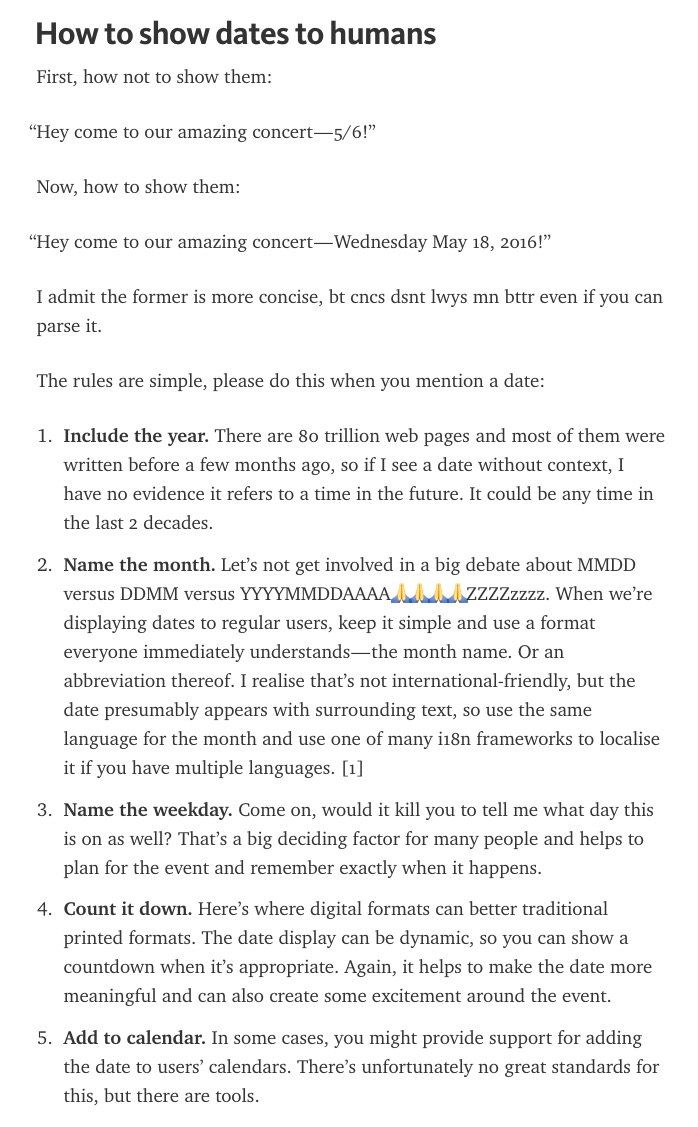 How to show dates to humans
First, how not to show them:
“Hey come to our amazing concert—5/6!”
Now, how to show them:
“Hey come to our amazing concert—Wednesday May 18, 2016!”
I admit the former is more concise, bt cncs dsnt lwys mn bttr even if you can
parse it.
The rules are simple, please do this when you mention a date:
1. Include the year. There are 80 trillion web pages and most of them were
written before a few months ago, so if I see a date without context, I
have no evidence it refers to a time in the future. It could be any time in
the last 2 decades.
2. Name the month. Let’s not get involved in a big debate about MMDD
versus DDMM versus YYYYMMDDAAAA🙏🙏🙏🙏ZZZZzzzz. When we’re
displaying dates to regular users, keep it simple and use a format
everyone immediately understands—the month name. Or an
abbreviation thereof. I realise that’s not international-friendly, but the
date presumably appears with surrounding text, so use the same
language for the month and use one of many i18n frameworks to localise
it if you have multiple languages. [1]
3. Name the weekday. Come on, would it kill you to tell me what day this
is on as well? That’s a big deciding factor for many people and helps to
plan for the event and remember exactly when it happens.
4. Count it down. Here’s where digital formats can better traditional
printed formats. The date display can be dynamic, so you can show a
countdown when it’s appropriate. Again, it helps to make the date more
meaningful and can also create some excitement around the event.
5. Add to calendar. In some cases, you might provide support for adding
the date to users’ calendars. There’s unfortunately no great standards for
this, but there are tools.